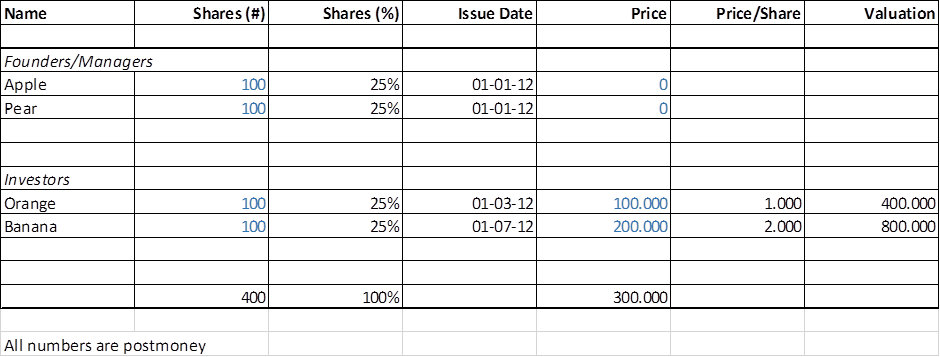 Name Shares (#) Shares (%) Issue Date Price Price/Share Valuation
Founders/Managers
Apple 100 25% 01-01-12 0
Pear 100 25% 01-01-12 0
Investors
Orange 100 25% 01-03-12 100.000 1.000 400.000
Banana 100 25% 01-07-12 200.000 2.000 800.000
400 100% 300.000
All numbers are postmoney